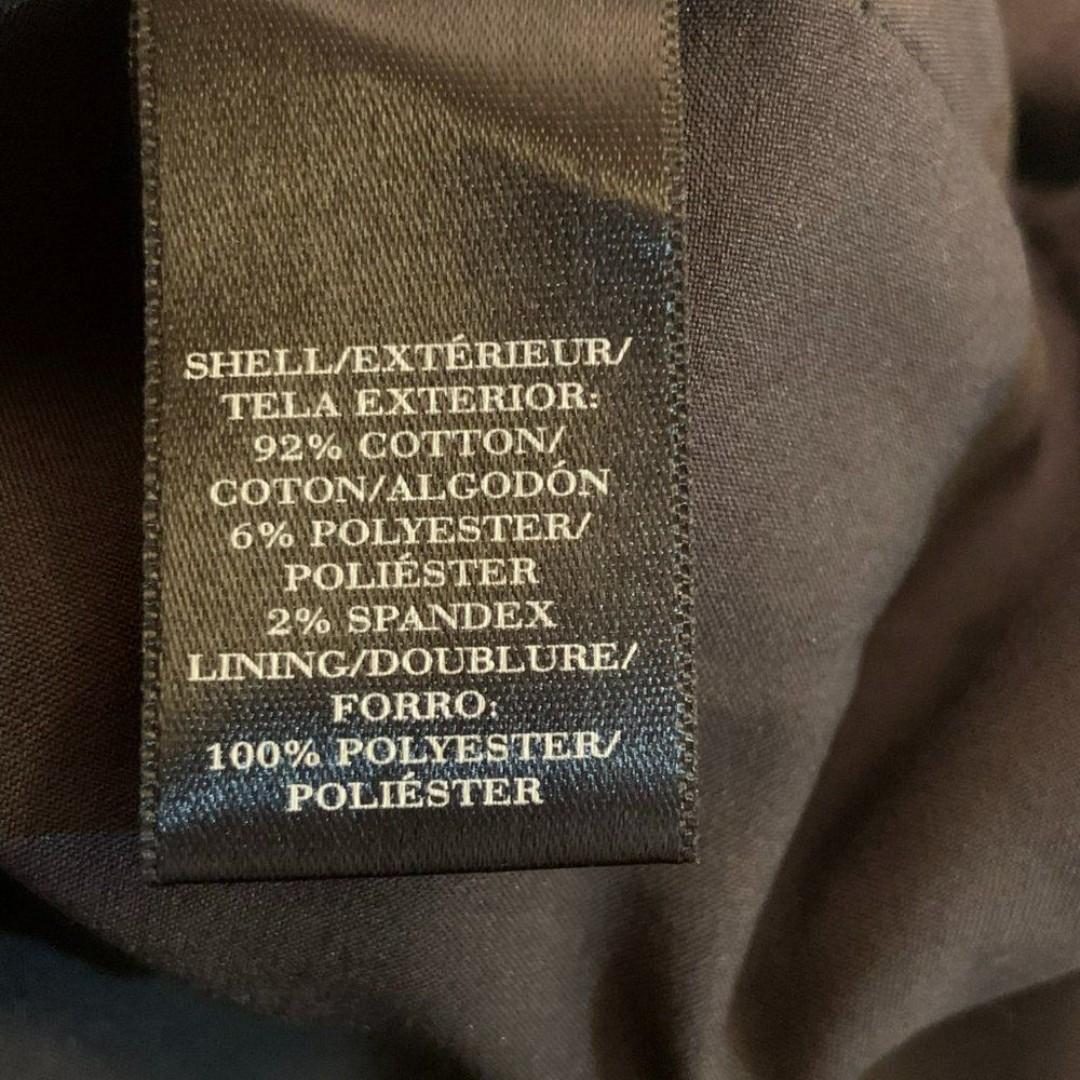 SHELL/EXTÉRIEUR/
TELA EXTERIOR:
92% COTTON/
COTON/ALGODÓN
6% POLYESTER/
POLIÉSTER
2% SPANDEX
LINING/DOUBLURE/
FORRO:
100% POLYESTER/
POLIÉSTER